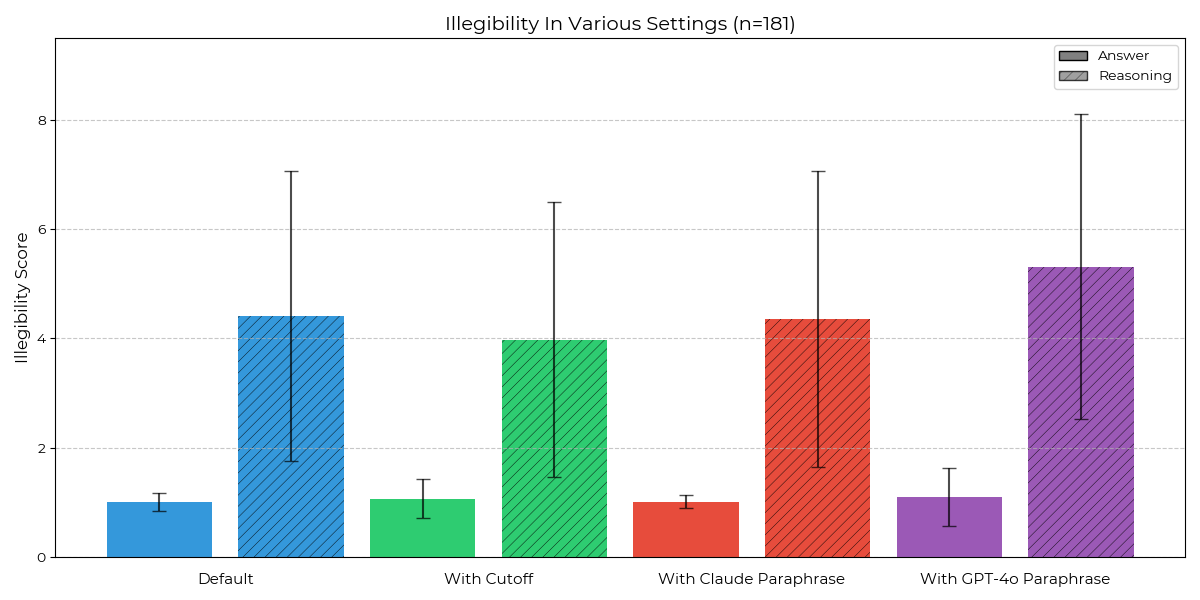 Illegibility In Various Settings (n=181)
Answer
Reasoning
Illegibility Score
8
6
4
2
0
Default
With Cutoff
With Claude Paraphrase
With GPT-4o Paraphrase